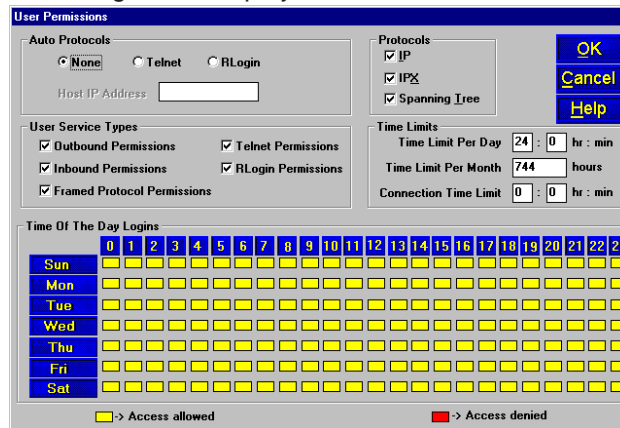 User Permissions
Auto Protocols
None Telnet RLogin
Host IP Address
Protocols
IP
IPX
Spanning Tree
OK
Cancel
Help
User Service Types
Outbound Permissions Telnet Permissions
Inbound Permissions RLogin Permissions
Framed Protocol Permissions
Time Limits
Time Limit Per Day 24 : 0 hr : min
Time Limit Per Month 744 hours
Connection Time Limit 0 : 0 hr : min
Time Of The Day Logins
0 1 2 3 4 5 6 7 8 9 10 11 12 13 14 15 16 17 18 19 20 21 22
Sun
Mon
Tue
Wed
Thu
Fri
Sat
-> Access allowed -> Access denied